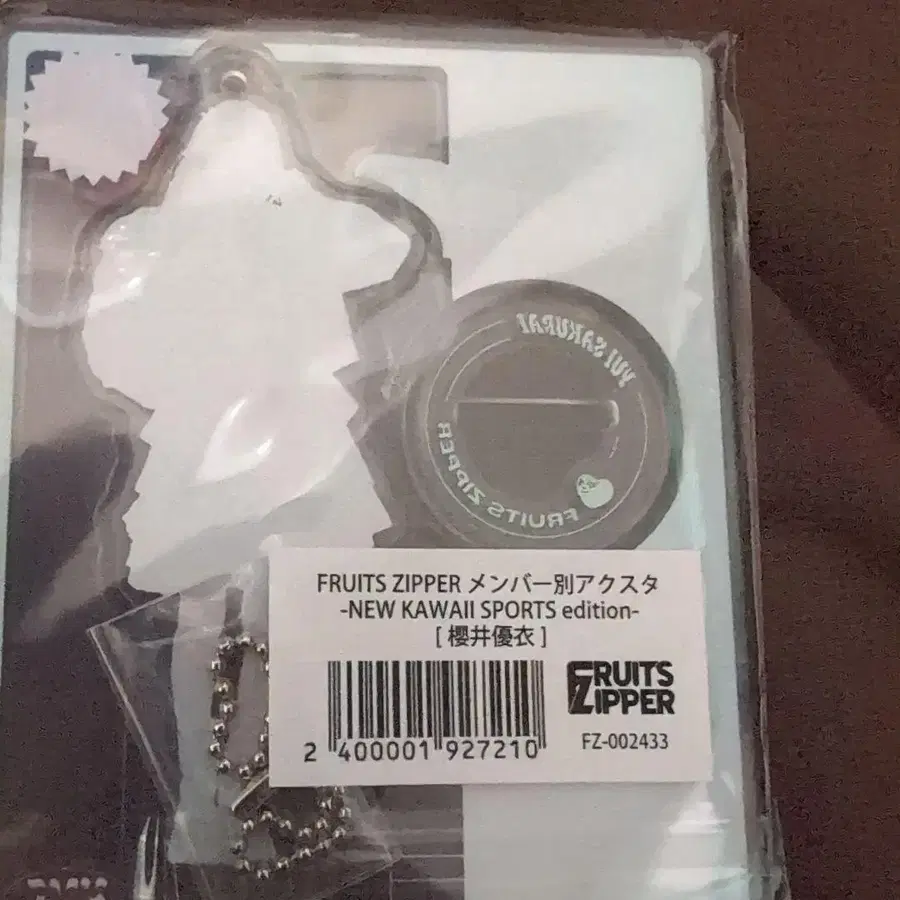 YUI SAKURAI
FRUITS ZIPPER
FRUITS ZIPPER メンバー別アクスタ
-NEW KAWAII SPORTS edition-
[ 櫻井優衣 ]
2 400001 927210
FRUITS
ZIPPER
FZ-002433